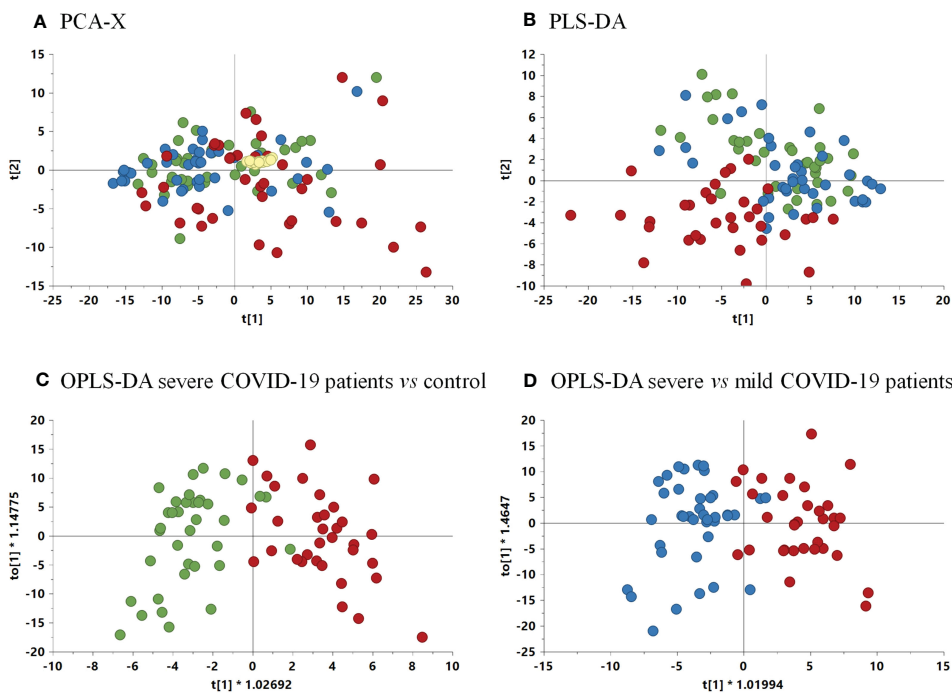 A PCA-X
15
10
5
0
-5
-10
-15
t[2]
-25 -20 -15 -10 -5 0 5 10 15 20 25 30
t[1]
B PLS-DA
12
10
8
6
4
2
0
-2
-4
-6
-8
-10
t[2]
-25 -20 -15 -10 -5 0 5 10 15 20
t[1]
C OPLS-DA severe COVID-19 patients vs control
20
15
10
5
0
-5
-10
-15
-20
to[1] * 1.14775
-8 -6 -4 -2 0 2 4 6 8 10
t[1] * 1.02692
D OPLS-DA severe vs mild COVID-19 patients
20
15
10
5
0
-5
-10
-15
-20
-25
to[1] * 1.4647
-15 -10 -5 0 5 10 15
t[1] * 1.01994